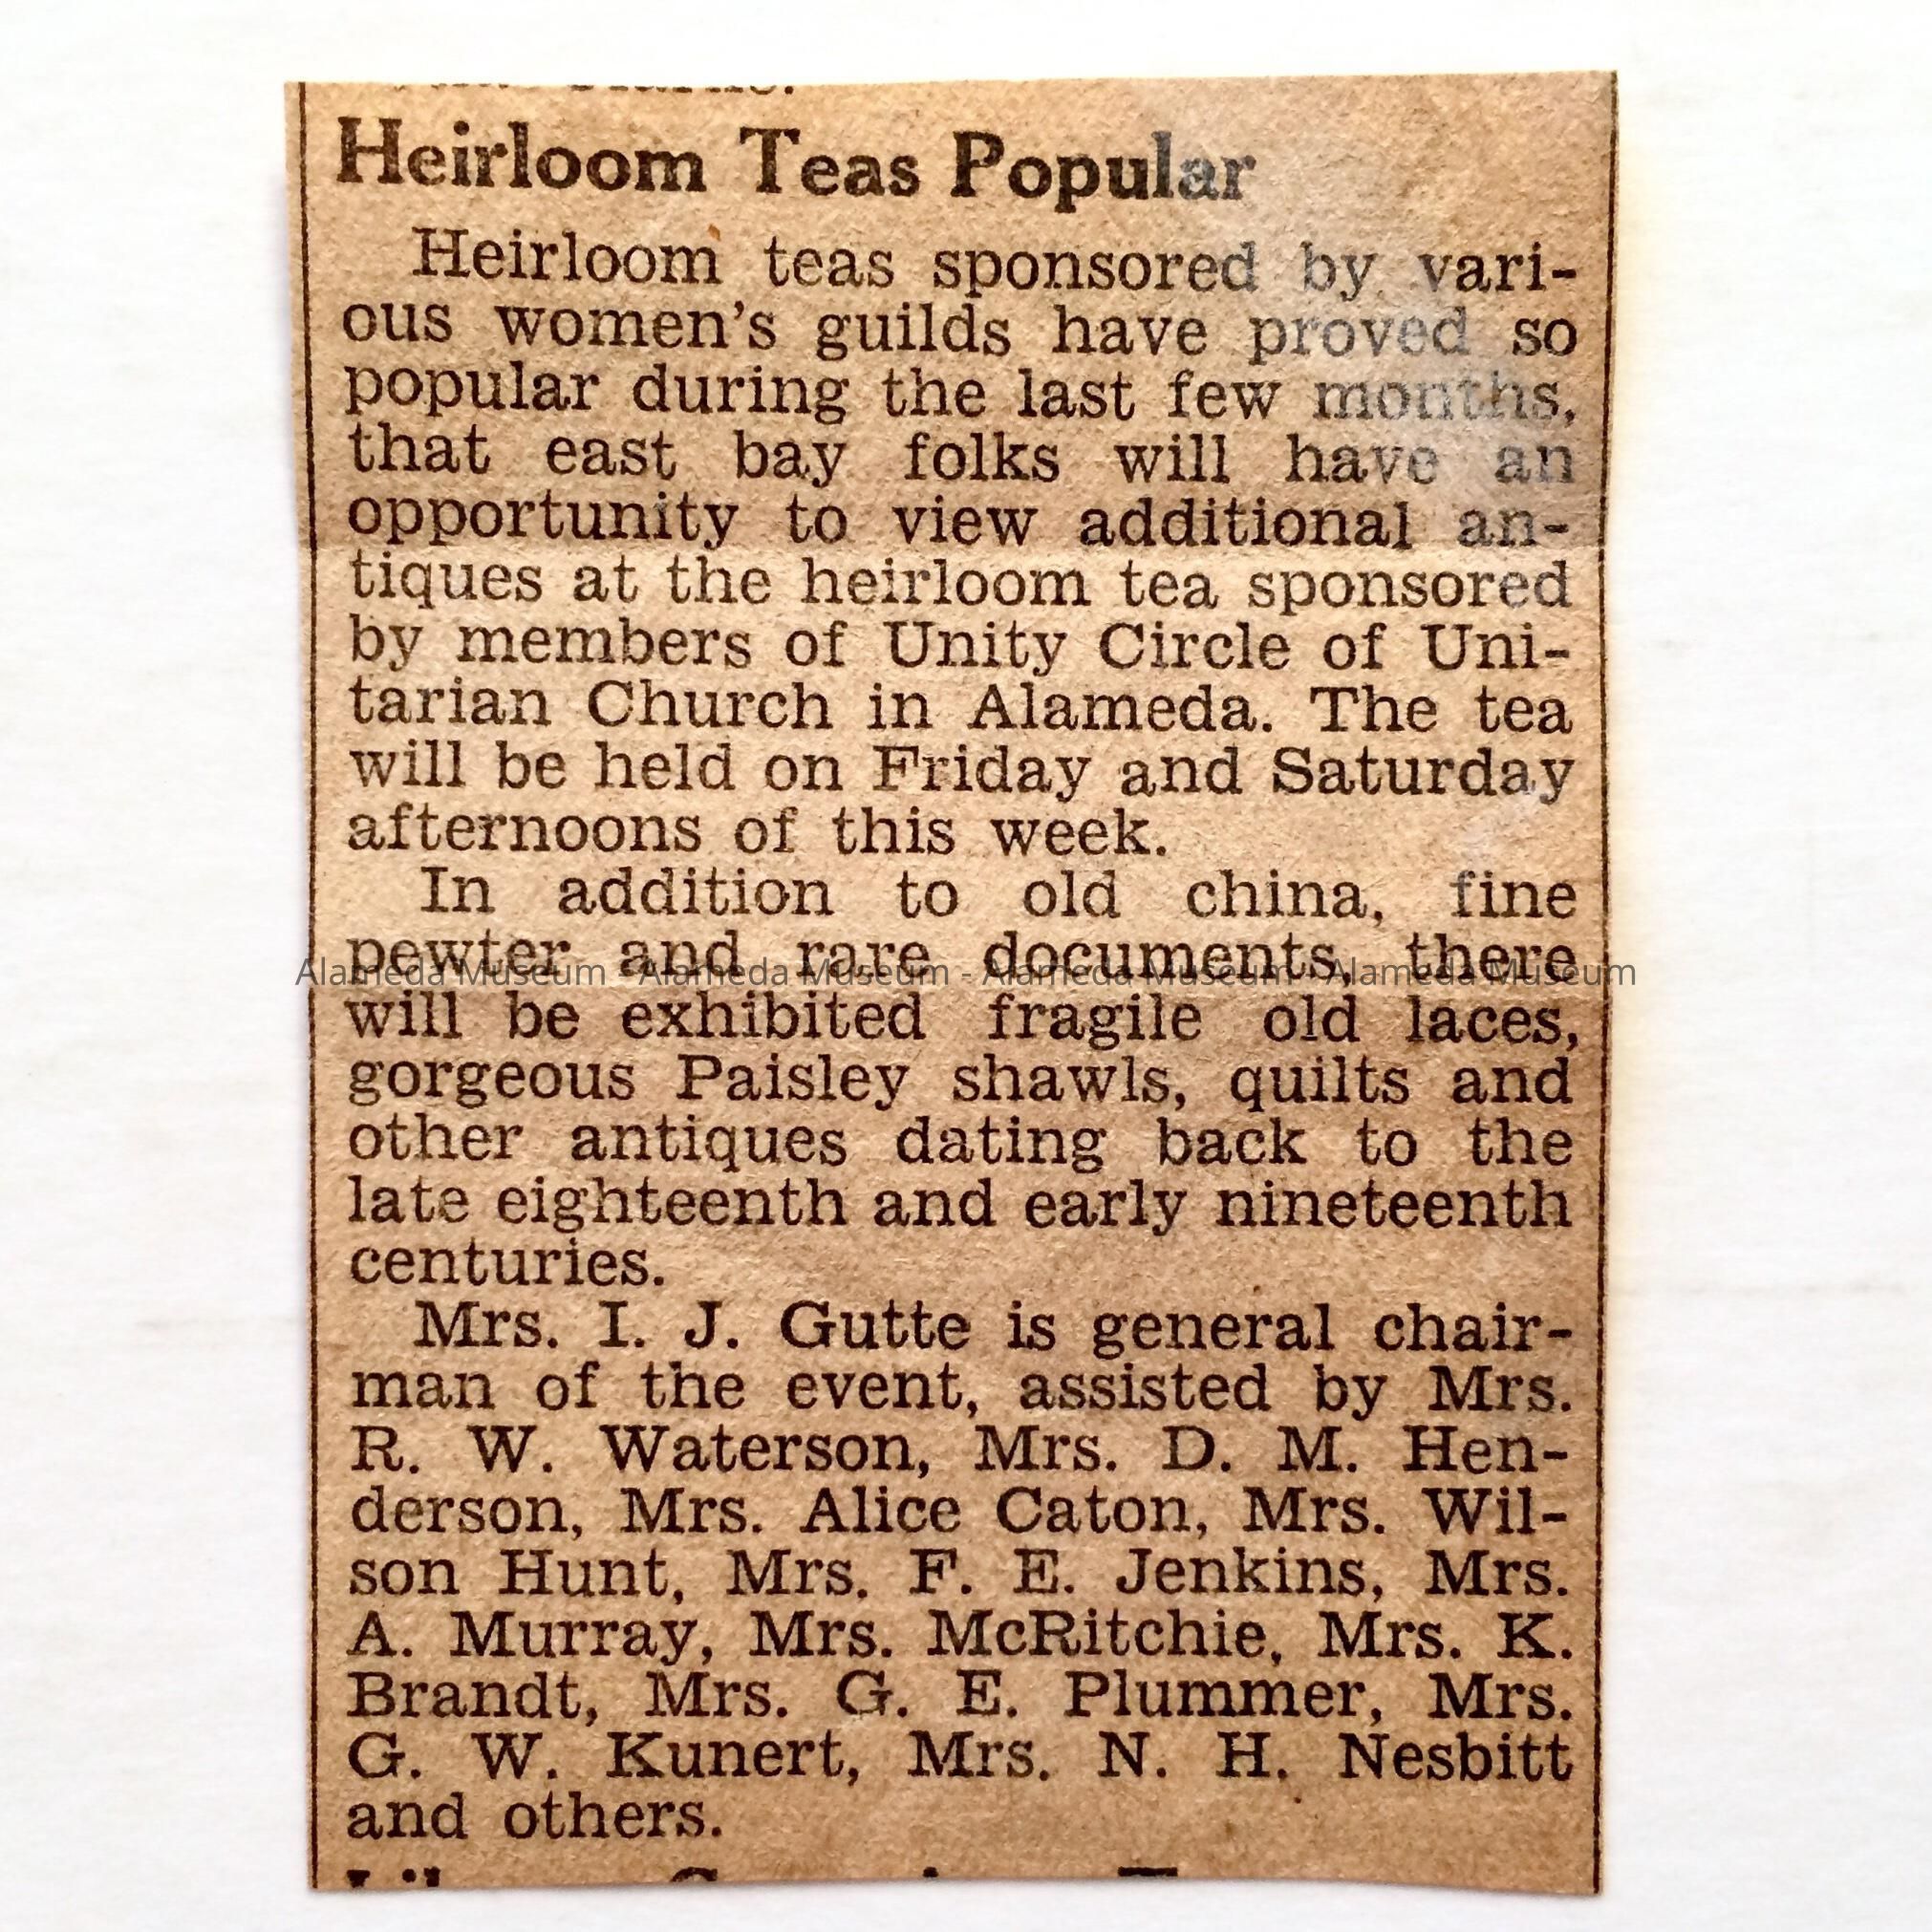 Heirloom Teas Popular
Heirloom teas sponsored by vari-
ous women's guilds have proved so
popular during the last few months,
that east bay folks will have an
opportunity to view additional an-
tiques at the heirloom tea sponsored
by members of Unity Circle of Uni-
tarian Church in Alameda. The tea
will be held on Friday and Saturday
afternoons of this week.
In addition to old china, fine
pewter and rare documents, there
Alameda Museum - Alameda Museum - Alameda Museum - Alameda Museum
will be exhibited fragile old laces,
gorgeous Paisley shawls, quilts and
other antiques dating back to the
late eighteenth and early nineteenth
centuries.
Mrs. I. J. Gutte is general chair-
man of the event, assisted by Mrs.
R. W. Waterson, Mrs. D. M. Hen-
derson, Mrs. Alice Caton, Mrs. Wil-
son Hunt, Mrs. F. E. Jenkins, Mrs.
A. Murray, Mrs. McRitchie, Mrs. K.
Brandt, Mrs. G. E. Plummer, Mrs.
G. W. Kunert, Mrs. N. H. Nesbitt
and others.